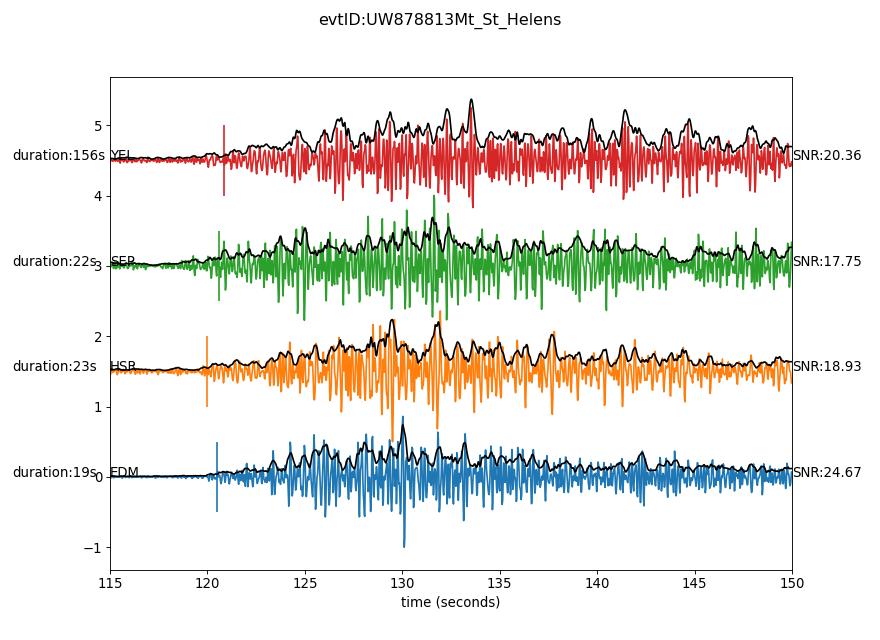 evtID:UW878813Mt_St_Helens
5
duration:156s YEL SNR:20.36
4
duration:22s SEP SNR:17.75
3
2
duration:23s HSR SNR:18.93
1
duration:19s EDM SNR:24.67
0
−1
115 120 125 130 135 140 145 150
time (seconds)